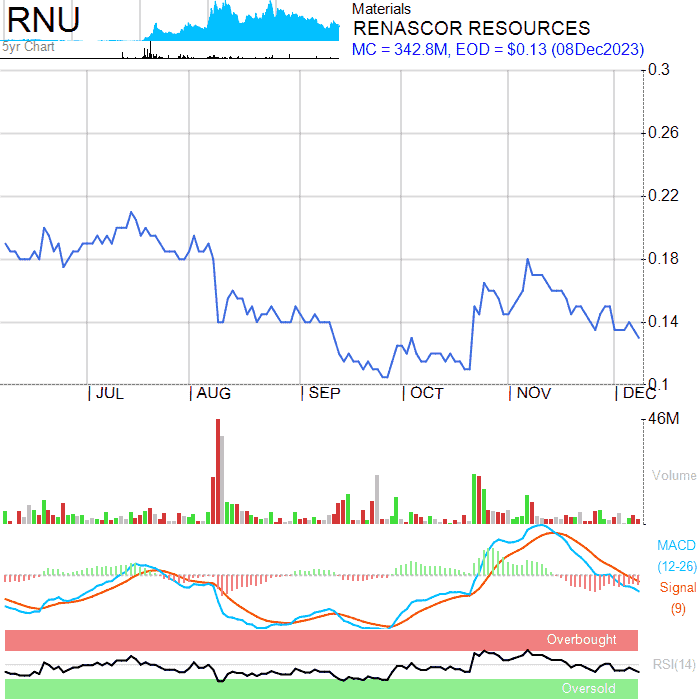 RNU
5yr Chart
Materials
RENASCOR RESOURCES
MC = 342.8M, EOD = $0.13 (08Dec2023)
0.3
0.26
0.22
0.18
0.14
0.1
JUL AUG SEP OCT NOV DEC
46M
Volume
MACD
(12-26)
Signal
(9)
Overbought
RSI(14)
Oversold